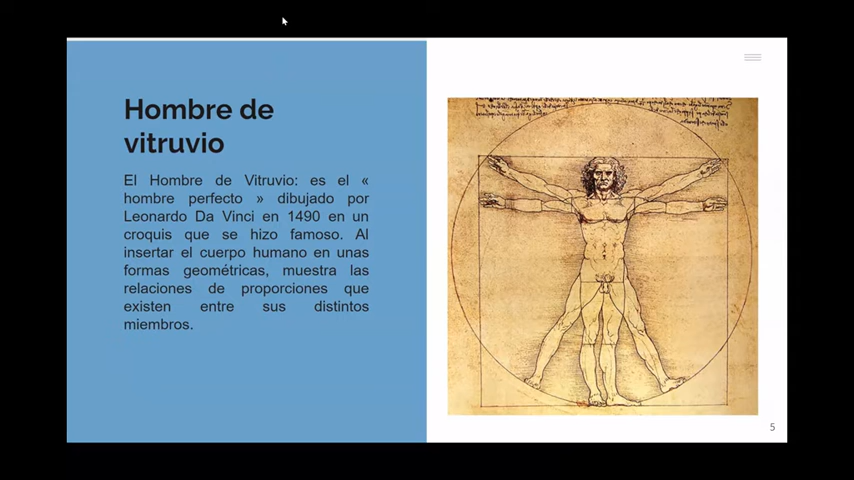 Hombre de
vitruvio
El Hombre de Vitruvio: es el «
hombre perfecto » dibujado por
Leonardo Da Vinci en 1490 en un
croquis que se hizo famoso. Al
insertar el cuerpo humano en unas
formas geométricas, muestra las
relaciones de proporciones que
existen entre sus distintos
miembros.
5